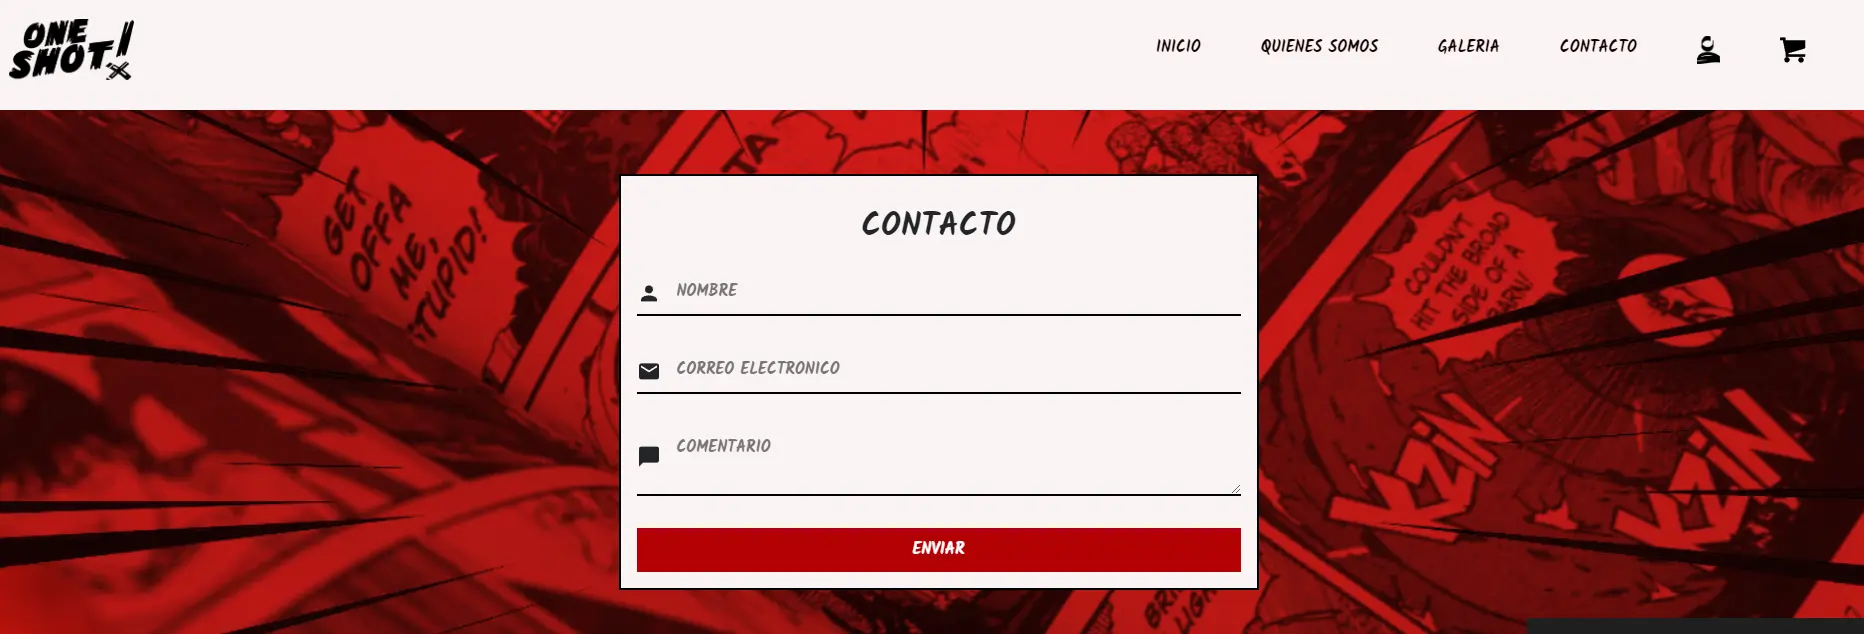 ONE
SHOT!
INICIO
QUIENES SOMOS
GALERIA
CONTACTO
TA
GET
OFFA
ME,
STUPID!
COULDN'T
HIT THE BROAD
SIDE OF A
BARN!
CONTACTO
NOMBRE
CORREO ELECTRONICO
COMENTARIO
ENVIAR
KZIN
KZIN